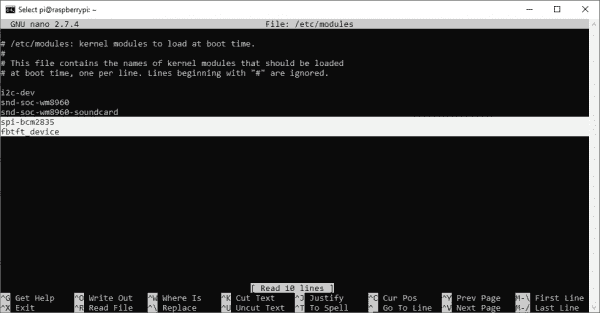 Select pi@raspberrypi: ~
GNU nano 2.7.4 File: /etc/modules
# /etc/modules: kernel modules to load at boot time.
#
# This file contains the names of kernel modules that should be loaded
# at boot time, one per line. Lines beginning with "#" are ignored.
i2c-dev
snd-soc-wm8960
snd-soc-wm8960-soundcard
spi-bcm2835
fbtft_device
[ Read 10 lines ]
^G Get Help ^O Write Out ^W Where Is ^K Cut Text ^J Justify ^C Cur Pos ^Y Prev Page M-\ First Line
^X Exit ^R Read File ^\ Replace ^U Uncut Text ^T To Spell ^_ Go To Line ^V Next Page M-/ Last Line